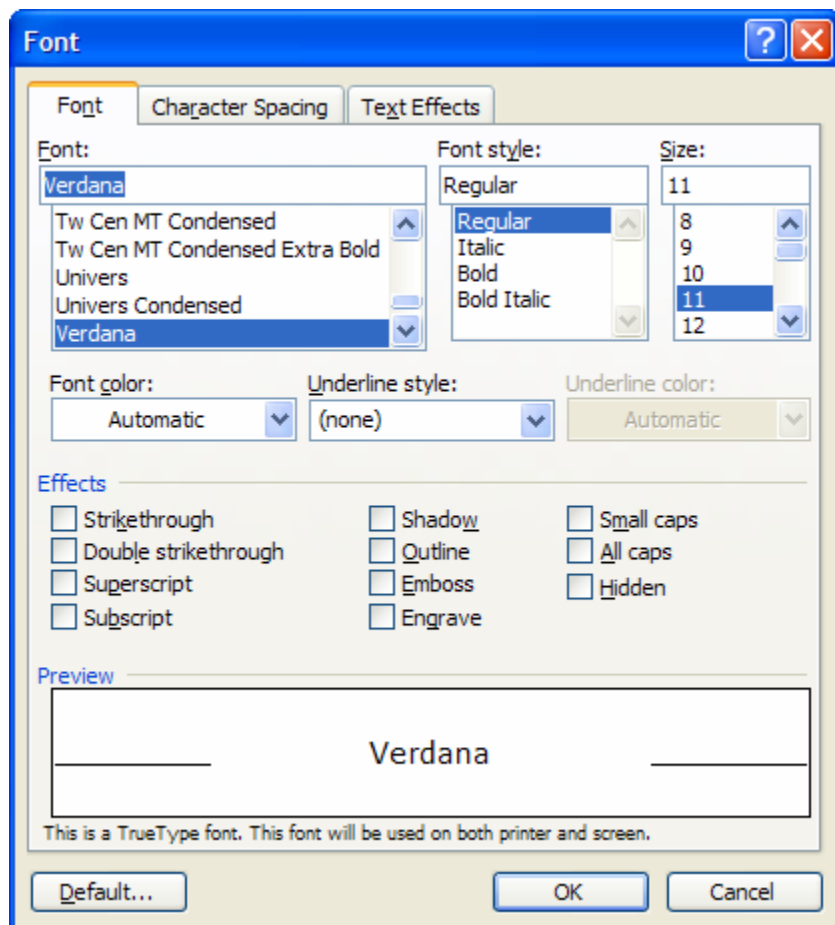 Font
Font Character Spacing Text Effects
Font: Font style: Size:
Verdana Regular 11
Tw Cen MT Condensed Regular 8
Tw Cen MT Condensed Extra Bold Italic 9
Univers Bold 10
Univers Condensed Bold Italic 11
Verdana 12
Font color: Underline style: Underline color:
Automatic (none) Automatic
Effects
Strikethrough Shadow Small caps
Double strikethrough Outline All caps
Superscript Emboss Hidden
Subscript Engrave
Preview
Verdana
This is a TrueType font. This font will be used on both printer and screen.
Default... OK Cancel